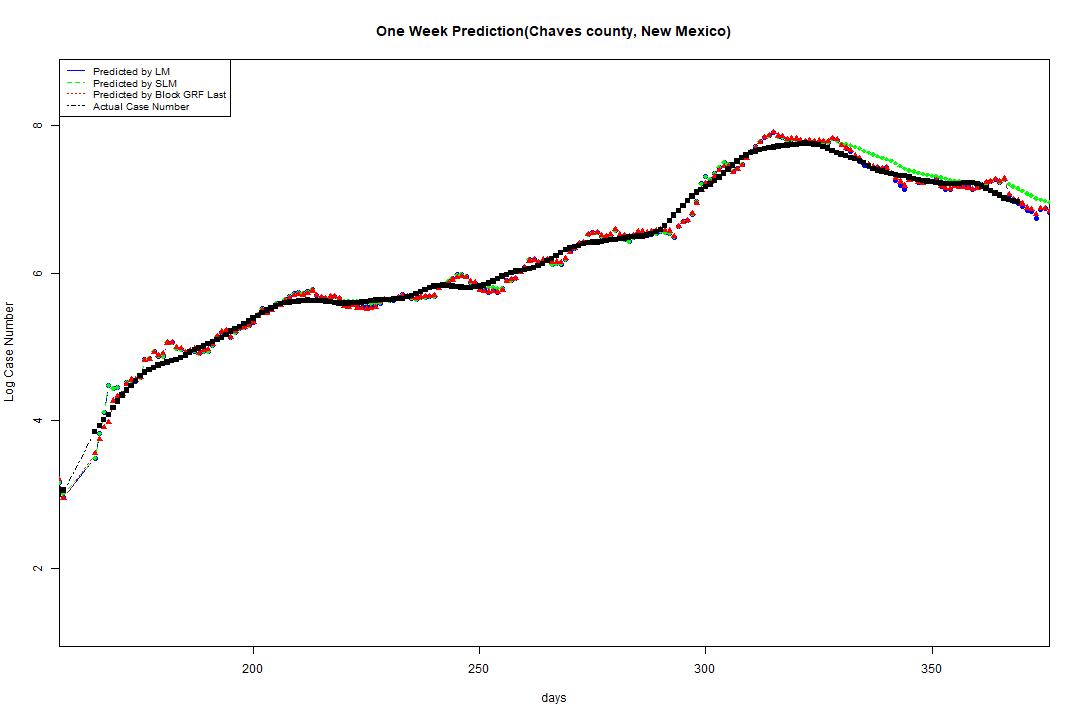 One Week Prediction(Chaves county, New Mexico)
Predicted by LM
Predicted by SLM
Predicted by Block GRF Last
Actual Case Number
8
6
4
2
Log Case Number
200 250 300 350
days